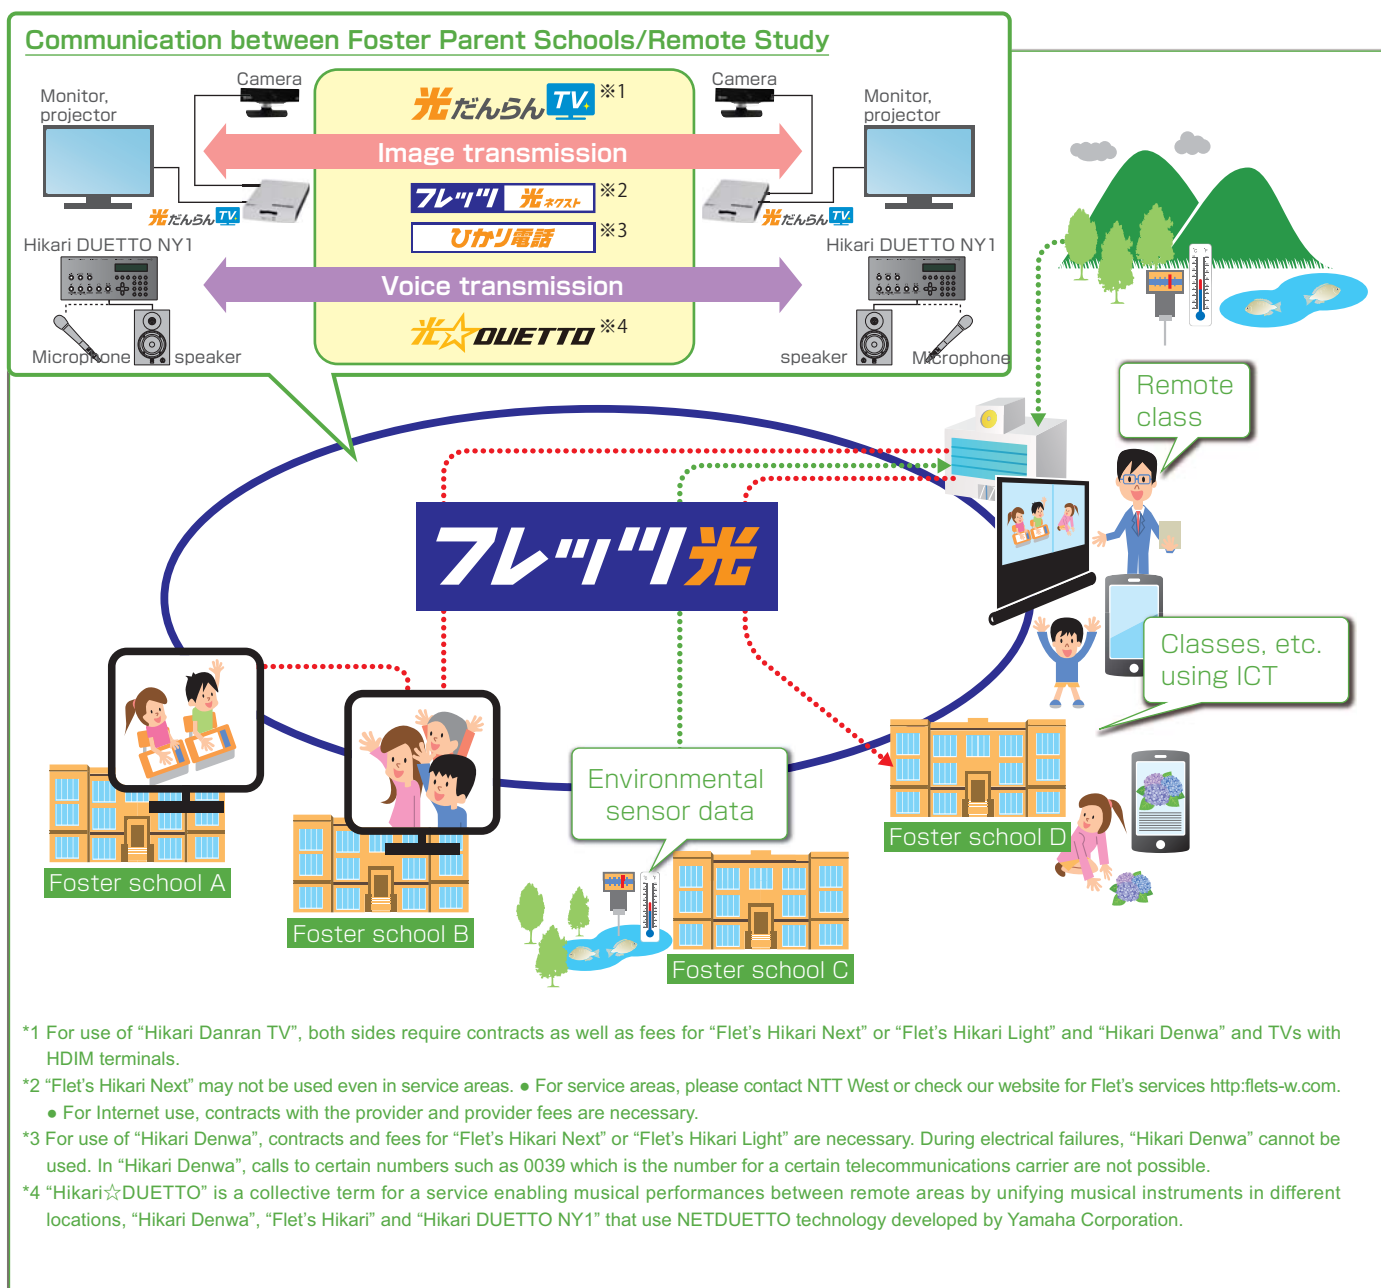 Communication between Foster Parent Schools/Remote Study
Camera
Monitor,
projector
光だんらんTV ※1
Camera
Monitor,
projector
Image transmission
フレッツ 光ネクスト ※2
光だんらんTV
光だんらんTV
ひかり電話 ※3
Hikari DUETTO NY1
Hikari DUETTO NY1
Voice transmission
光☆DUETTO ※4
Microphone
speaker
speaker
Microphone
Remote
class
フレッツ光
Classes, etc.
using ICT
Environmental
sensor data
Foster school D
Foster school A
Foster school B
Foster school C
*1 For use of “Hikari Danran TV”, both sides require contracts as well as fees for “Flet’s Hikari Next” or “Flet’s Hikari Light” and “Hikari Denwa” and TVs with
HDIM terminals.
*2 “Flet’s Hikari Next” may not be used even in service areas. ● For service areas, please contact NTT West or check our website for Flet’s services http:flets-w.com.
● For Internet use, contracts with the provider and provider fees are necessary.
*3 For use of “Hikari Denwa”, contracts and fees for “Flet’s Hikari Next” or “Flet’s Hikari Light” are necessary. During electrical failures, “Hikari Denwa” cannot be
used. In “Hikari Denwa”, calls to certain numbers such as 0039 which is the number for a certain telecommunications carrier are not possible.
*4 “Hikari☆DUETTO” is a collective term for a service enabling musical performances between remote areas by unifying musical instruments in different
locations, “Hikari Denwa”, “Flet’s Hikari” and “Hikari DUETTO NY1” that use NETDUETTO technology developed by Yamaha Corporation.